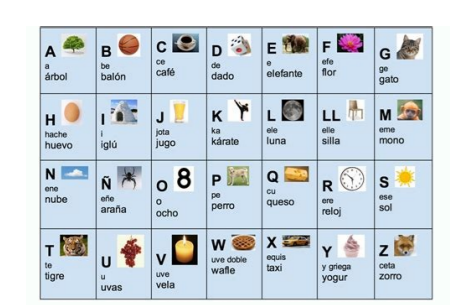 A
a
árbol
B
be
balón
C
ce
café
D
de
dado
E
e
elefante
F
efe
flor
G
ge
gato
H
hache
huevo
I
i
iglú
J
jota
jugo
K
ka
kárate
L
ele
luna
LL
elle
silla
M
eme
mono
N
ene
nube
Ñ
eñe
araña
O
o
ocho
8
P
pe
perro
Q
cu
queso
R
ere
reloj
S
ese
sol
T
te
tigre
U
u
uvas
V
uve
vela
W
uve doble
wafle
X
equis
taxi
Y
y griega
yogur
Z
ceta
zorro